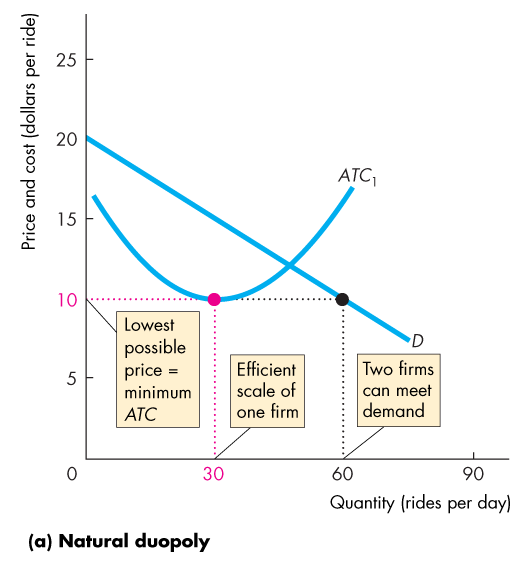 Price and cost (dollars per ride)
25
20
15
10
5
0
ATC1
D
Lowest
possible
price =
minimum
ATC
Efficient
scale of
one firm
Two firms
can meet
demand
30
60
90
Quantity (rides per day)
(a) Natural duopoly